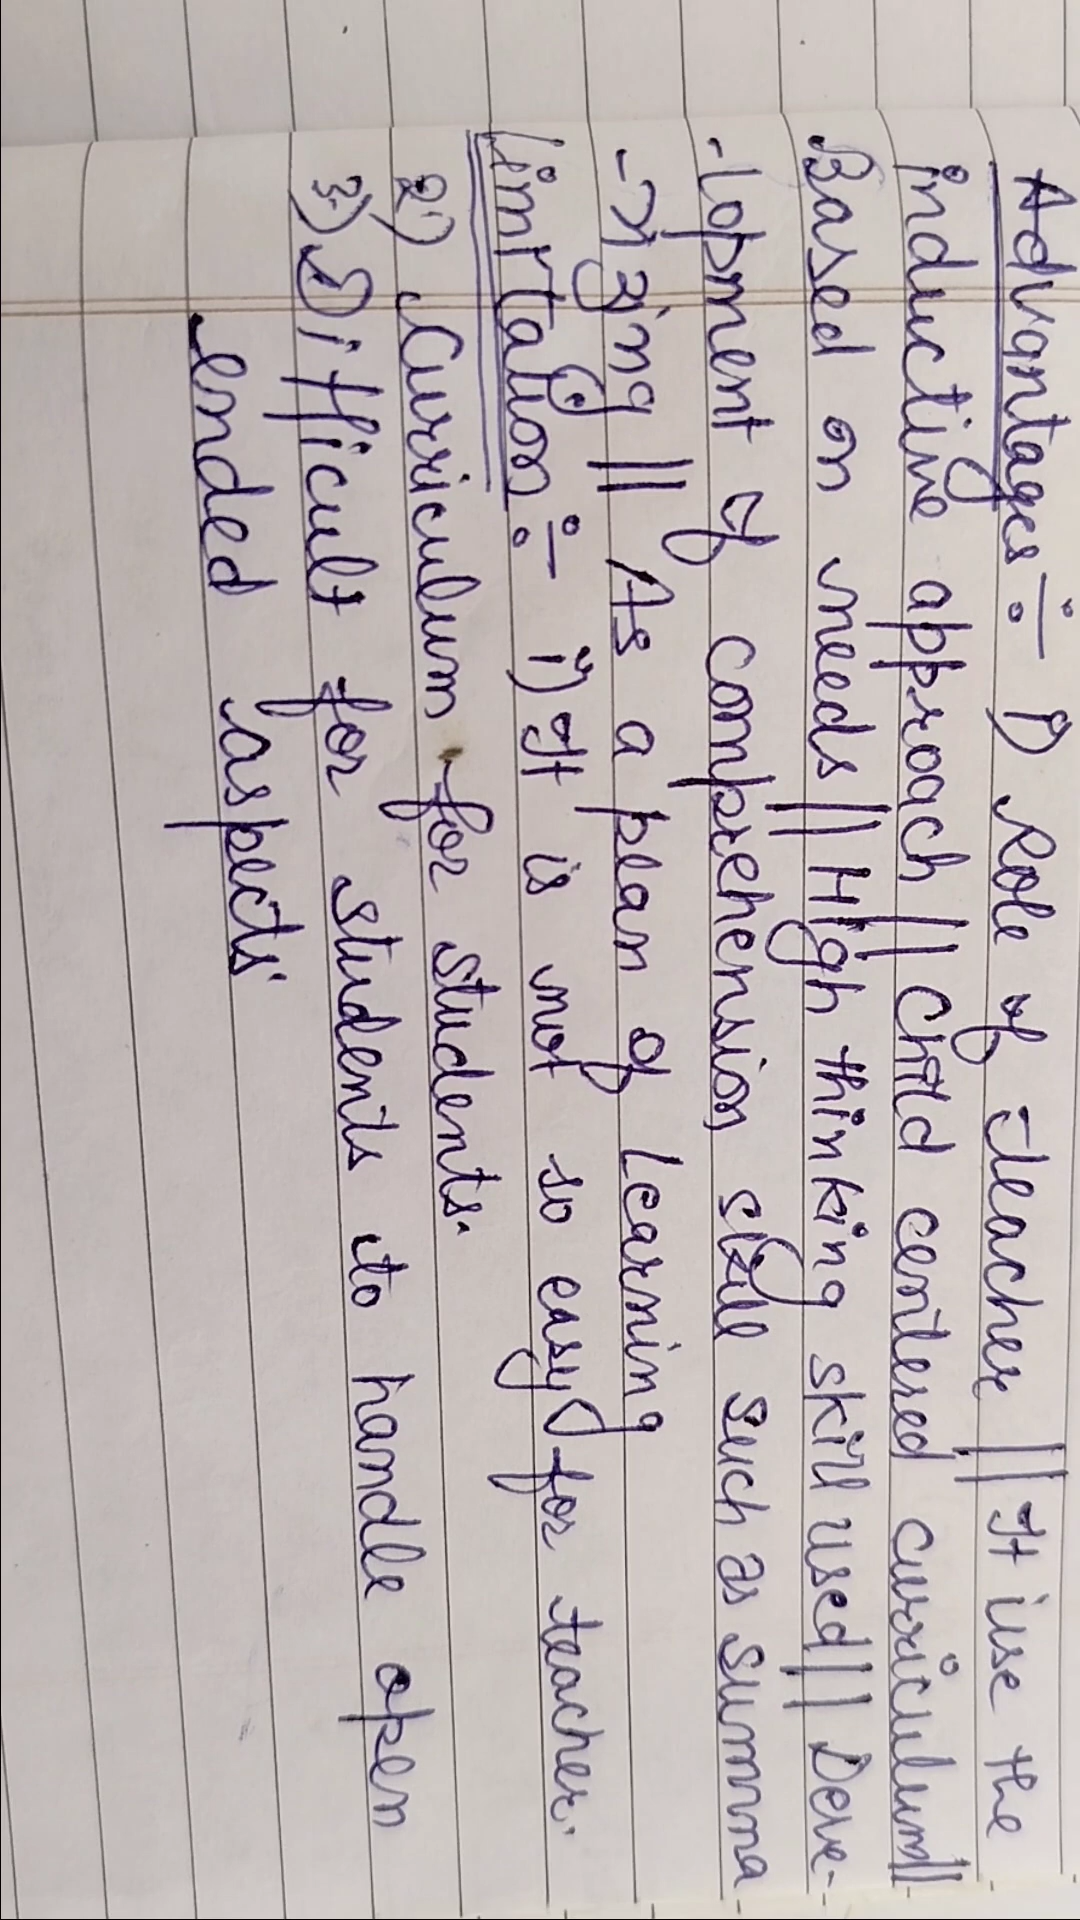 Advantages ÷ 1) Role of Teacher || It use the
inductive approach || Child centered curriculum||
Based on needs || High thinking skill used || Deve-
-lopment of comprehension skill such as summa
-rizing || As a plan of Learning
Limitation ÷ 1) It is not so easy for teacher.
2) Curriculum for students.
3) Difficult for students to handle open
ended aspects.